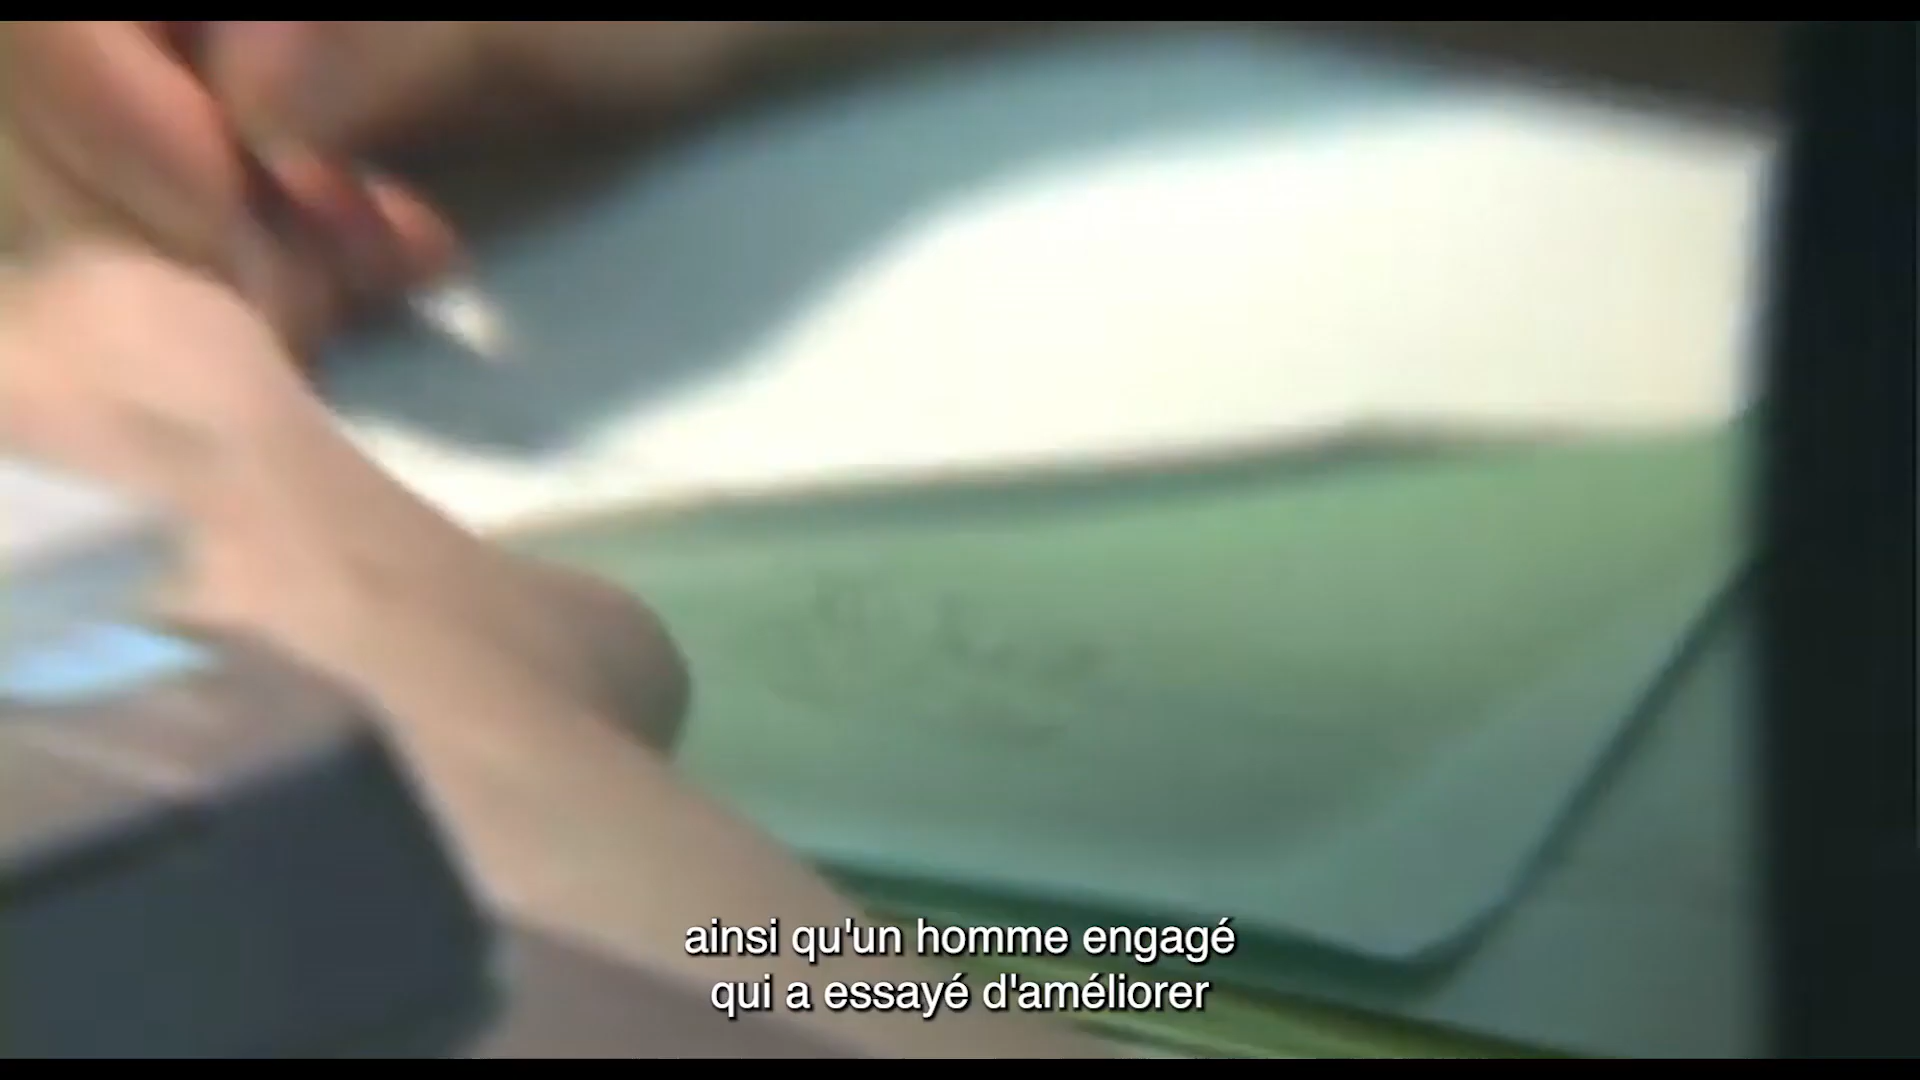 ainsi qu'un homme engagé
qui a essayé d'améliorer